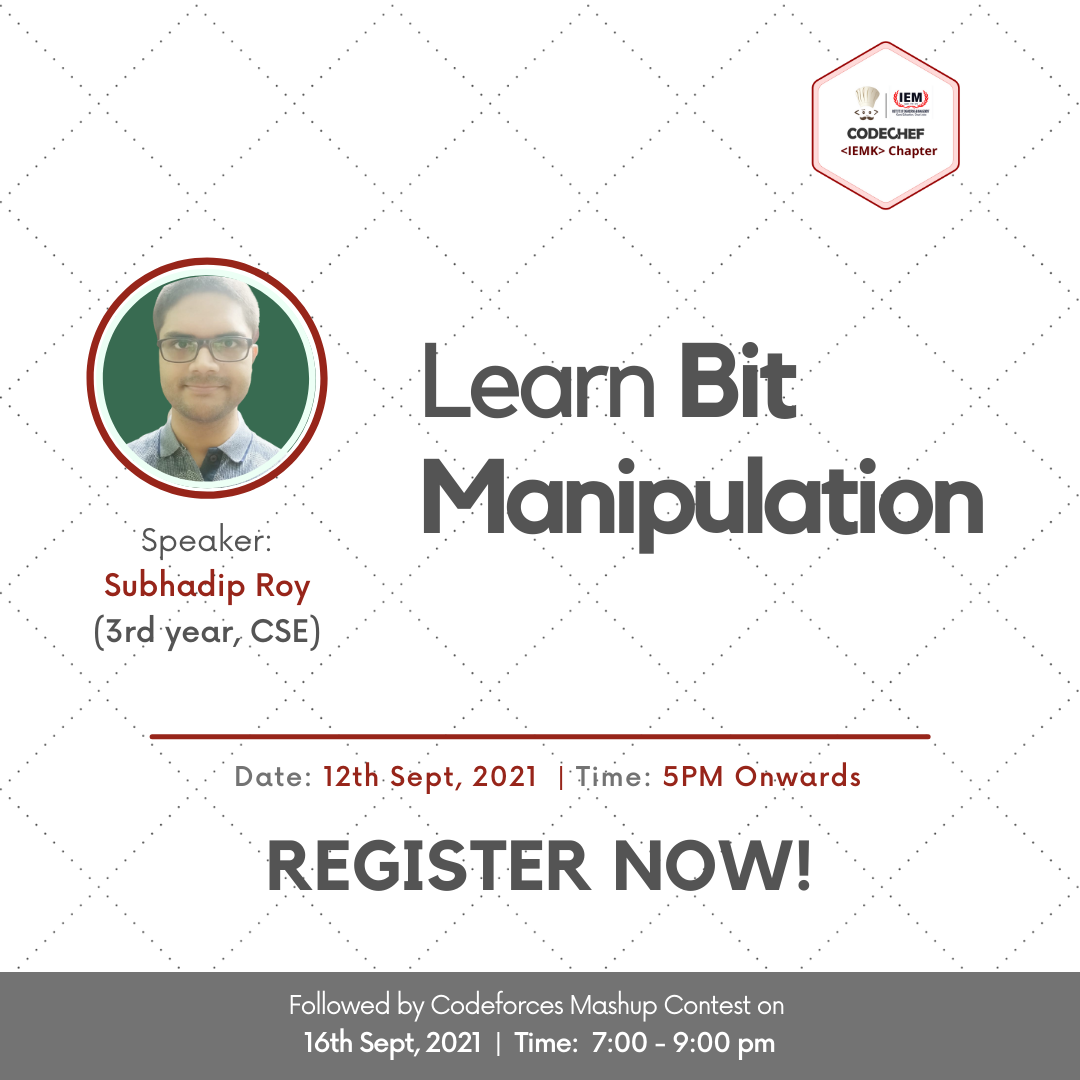 IEM
CODECHEF
<IEMK> Chapter
Learn Bit
Manipulation
Speaker:
Subhadip Roy
(3rd year, CSE)
Date: 12th Sept, 2021 | Time: 5PM Onwards
REGISTER NOW!
Followed by Codeforces Mashup Contest on
16th Sept, 2021 | Time: 7:00 - 9:00 pm